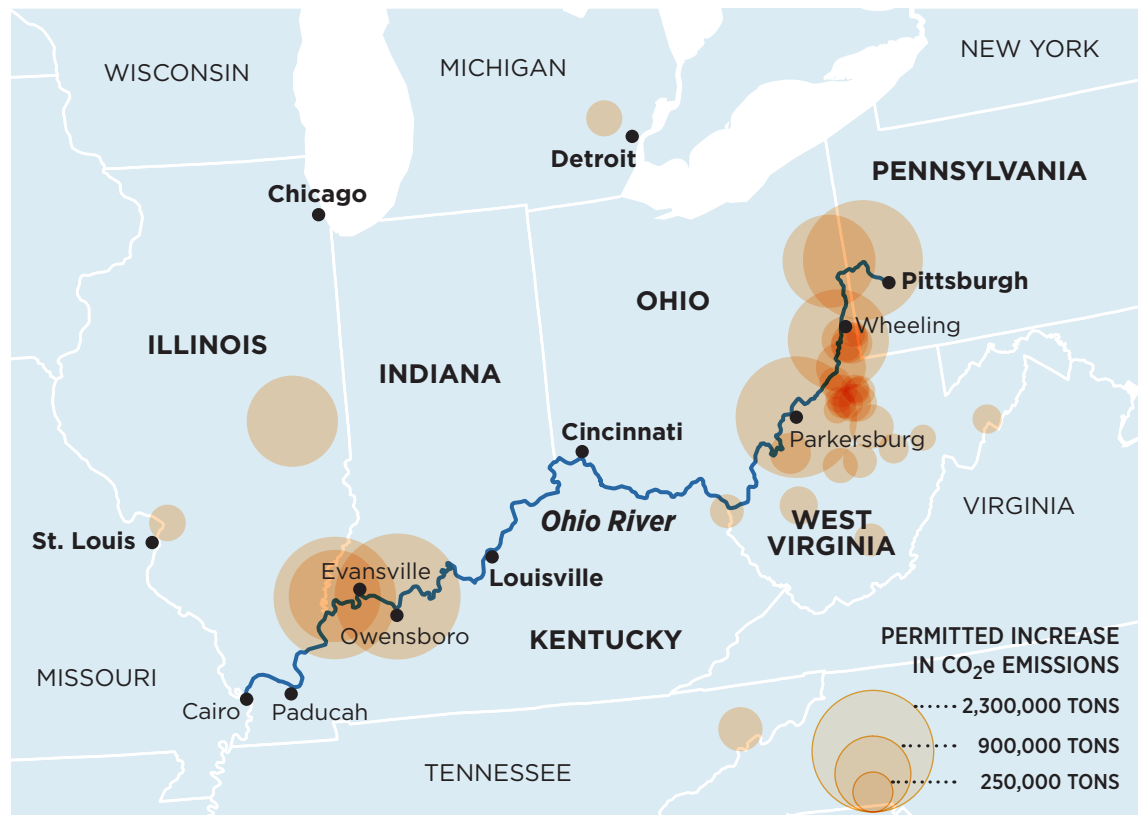 WISCONSIN
MICHIGAN
NEW YORK
Detroit
PENNSYLVANIA
Chicago
Pittsburgh
OHIO
Wheeling
ILLINOIS
INDIANA
Cincinnati
Parkersburg
Ohio River
WEST
VIRGINIA
VIRGINIA
St. Louis
Evansville
Louisville
Owensboro
KENTUCKY
MISSOURI
Cairo
Paducah
TENNESSEE
PERMITTED INCREASE
IN CO₂e EMISSIONS
2,300,000 TONS
900,000 TONS
250,000 TONS